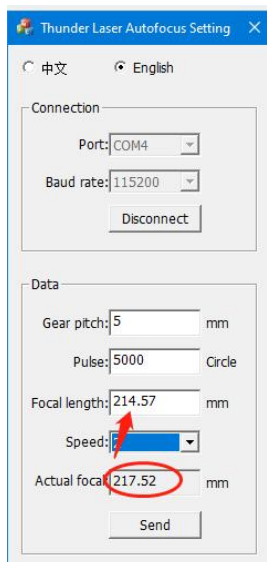 Thunder Laser Autofocus Setting
中文 English
Connection
Port: COM4
Baud rate: 115200
Disconnect
Data
Gear pitch: 5 mm
Pulse: 5000 Circle
Focal length: 214.57 mm
Speed:
Actual focal 217.52 mm
Send